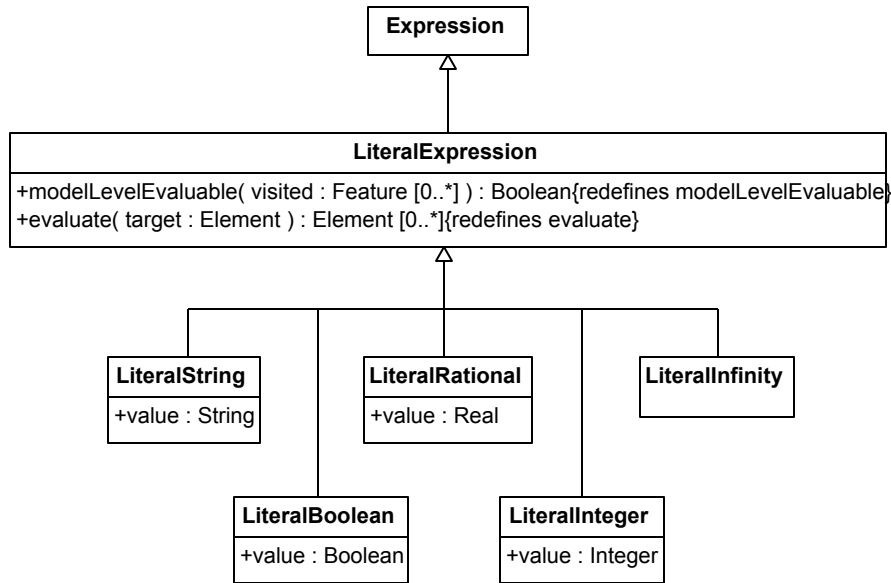 Expression
LiteralExpression
+modelLevelEvaluable( visited : Feature [0..*] ) : Boolean{redefines modelLevelEvaluable}
+evaluate( target : Element ) : Element [0..*]{redefines evaluate}
LiteralString
+value : String
LiteralRational
+value : Real
LiteralInfinity
LiteralBoolean
+value : Boolean
LiteralInteger
+value : Integer